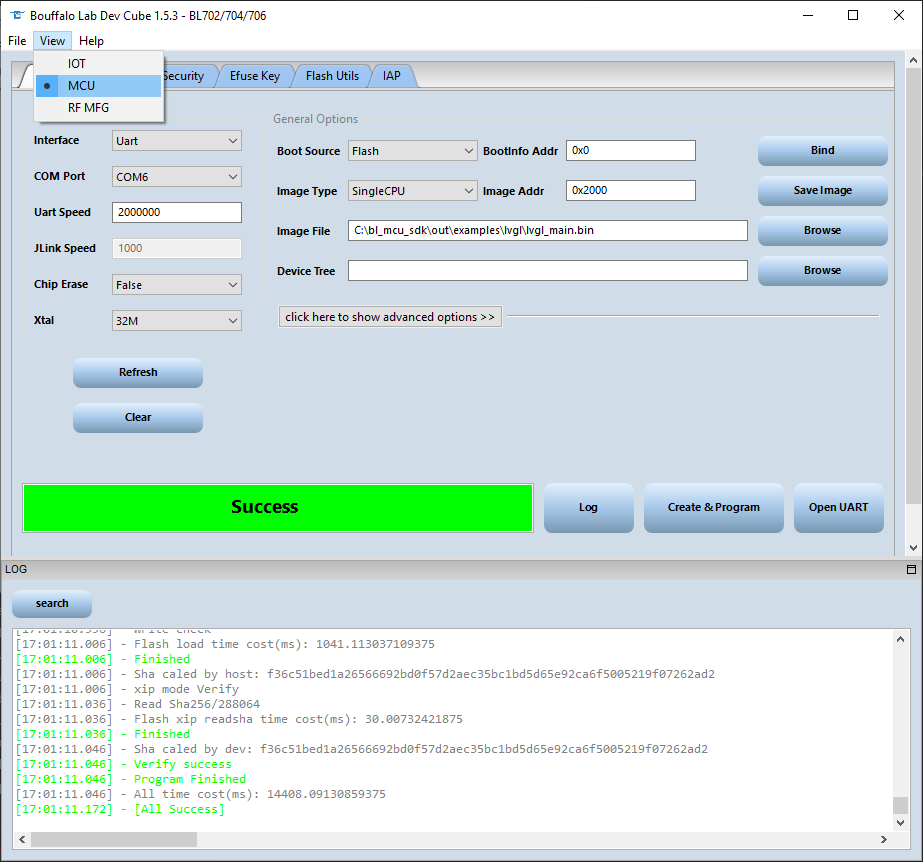 Bouffalo Lab Dev Cube 1.5.3 - BL702/704/706
File View Help
IOT
MCU
RF MFG
Security Efuse Key Flash Utils IAP
General Options
Interface Uart
COM Port COM6
Uart Speed 2000000
JLink Speed 1000
Chip Erase False
Xtal 32M
Refresh
Clear
Boot Source Flash BootInfo Addr 0x0 Bind
Image Type SingleCPU Image Addr 0x2000 Save Image
Image File C:\bl_mcu_sdk\out\examples\lvgl\lvgl_main.bin Browse
Device Tree Browse
click here to show advanced options >>
Success Log Create & Program Open UART
LOG
search
[17:01:11.006] - Flash load time cost(ms): 1041.113037109375
[17:01:11.006] - Finished
[17:01:11.006] - Sha caled by host: f36c51bed1a26566692bd0f57d2aec35bc1bd5d65e92ca6f5005219f07262ad2
[17:01:11.006] - xip mode Verify
[17:01:11.036] - Read Sha256/288064
[17:01:11.036] - Flash xip readsha time cost(ms): 30.00732421875
[17:01:11.036] - Finished
[17:01:11.046] - Sha caled by dev: f36c51bed1a26566692bd0f57d2aec35bc1bd5d65e92ca6f5005219f07262ad2
[17:01:11.046] - Verify success
[17:01:11.046] - Program Finished
[17:01:11.046] - All time cost(ms): 14408.09130859375
[17:01:11.172] - [All Success]